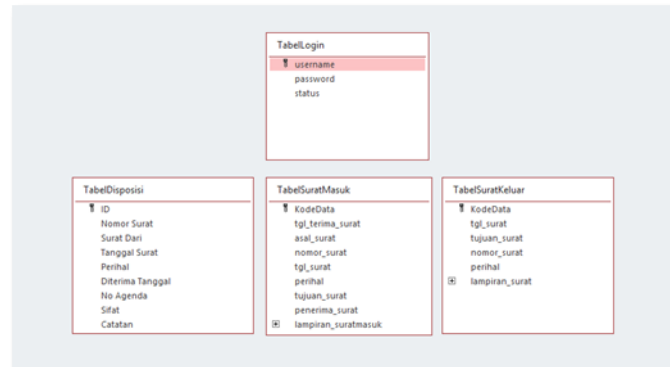 TabelLogin
username
password
status
TabelDisposisi
ID
Nomor Surat
Surat Dari
Tanggal Surat
Perihal
Diterima Tanggal
No Agenda
Sifat
Catatan
TabelSuratMasuk
KodeData
tgl_terima_surat
asal_surat
nomor_surat
tgl_surat
perihal
tujuan_surat
penerima_surat
lampiran_suratmasuk
TabelSuratKeluar
KodeData
tgl_surat
tujuan_surat
nomor_surat
perihal
lampiran_surat